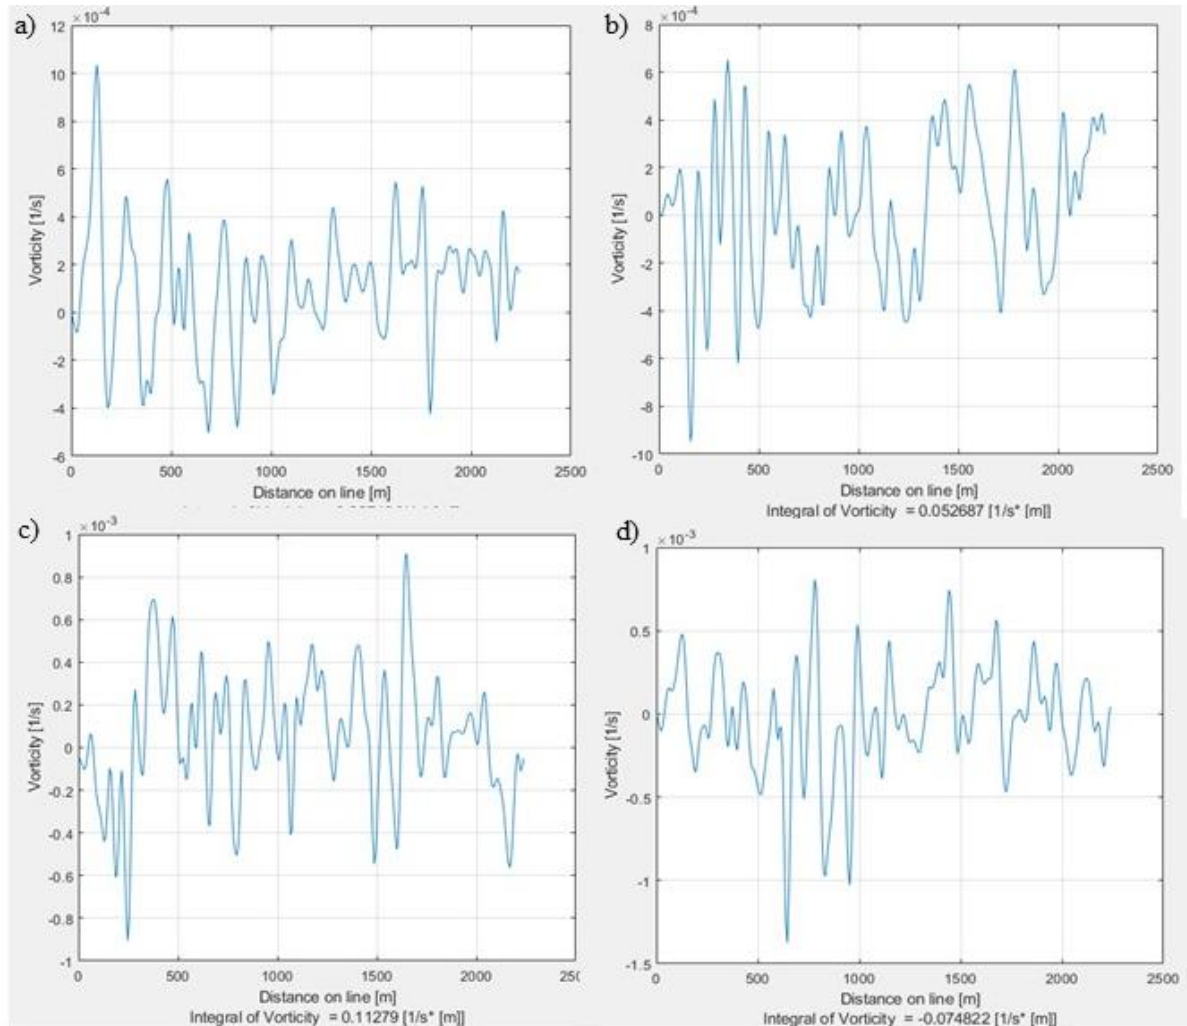 a)
×10⁻⁴
12
10
8
6
4
2
0
-2
-4
-6
Vorticity [1/s]
0 500 1000 1500 2000 2500
Distance on line [m]
b)
×10⁻⁴
8
6
4
2
0
-2
-4
-6
-8
-10
Vorticity [1/s]
0 500 1000 1500 2000 2500
Distance on line [m]
Integral of Vorticity = 0.052687 [1/s* [m]]
c)
×10⁻³
1
0.8
0.6
0.4
0.2
0
-0.2
-0.4
-0.6
-0.8
-1
Vorticity [1/s]
0 500 1000 1500 2000
Distance on line [m]
Integral of Vorticity = 0.11279 [1/s* [m]]
d)
×10⁻³
1
0.5
0
-0.5
-1
-1.5
Vorticity [1/s]
0 500 1000 1500 2000 2500
Distance on line [m]
Integral of Vorticity = -0.074822 [1/s* [m]]